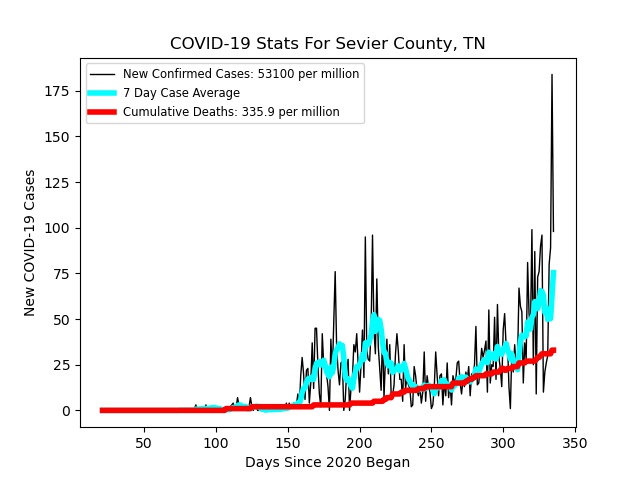 COVID-19 Stats For Sevier County, TN
New Confirmed Cases: 53100 per million
7 Day Case Average
Cumulative Deaths: 335.9 per million
New COVID-19 Cases
175
150
125
100
75
50
25
0
50 100 150 200 250 300 350
Days Since 2020 Began